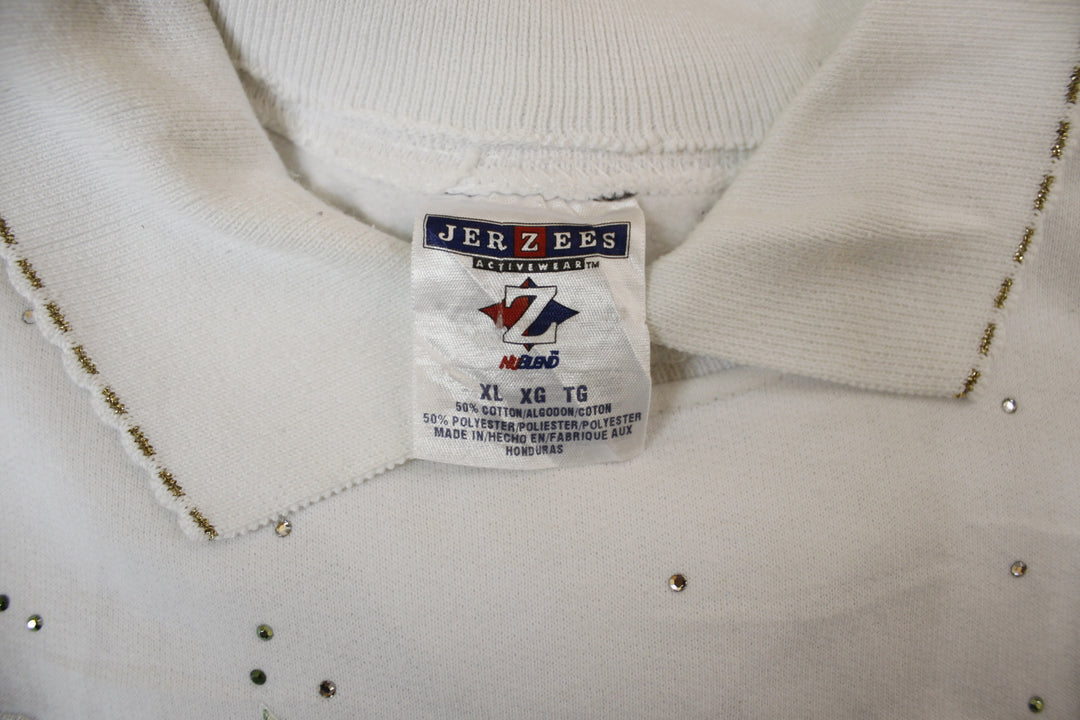 JERZEES
ACTIVEWEAR™
Z
NUBLEND™
XL XG TG
50% COTTON/ALGODON/COTON
50% POLYESTER/POLIESTER/POLYESTER
MADE IN/HECHO EN/FABRIQUE AUX
HONDURAS